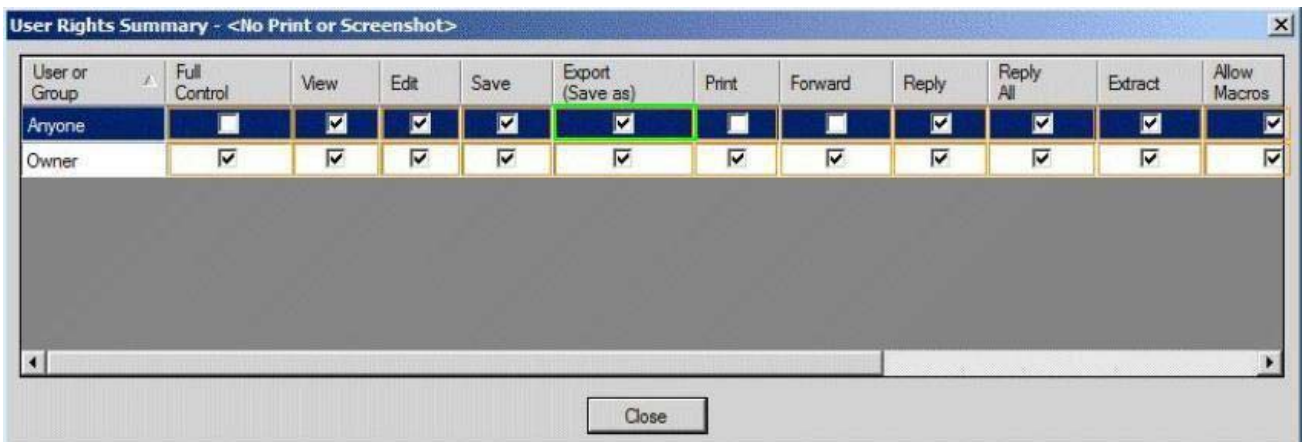 User Rights Summary - <No Print or Screenshot>
User or Group Full Control View Edit Save Export (Save as) Print Forward Reply Reply All Extract Allow Macros
Anyone
Owner
Close